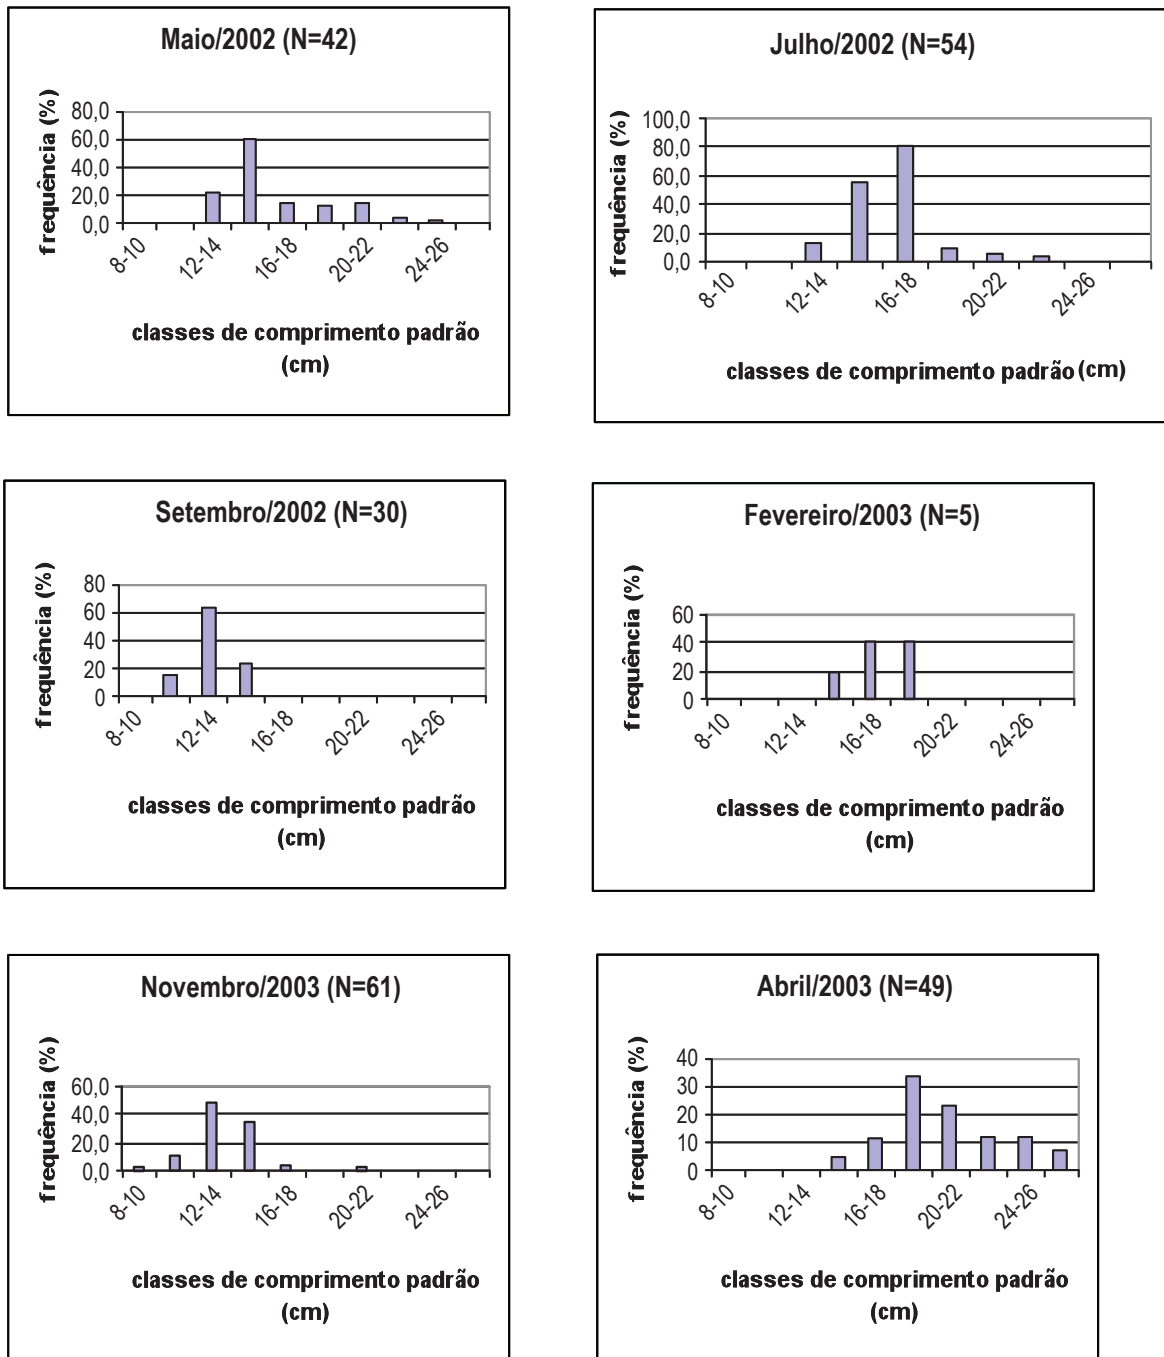 Maio/2002 (N=42)
frequência (%)
80,0
60,0
40,0
20,0
0,0
8-10
12-14
16-18
20-22
24-26
classes de comprimento padrão
(cm)
Julho/2002 (N=54)
frequência (%)
100,0
80,0
60,0
40,0
20,0
0,0
8-10
12-14
16-18
20-22
24-26
classes de comprimento padrão (cm)
Setembro/2002 (N=30)
frequência (%)
80
60
40
20
0
8-10
12-14
16-18
20-22
24-26
classes de comprimento padrão
(cm)
Fevereiro/2003 (N=5)
frequência (%)
60
40
20
0
8-10
12-14
16-18
20-22
24-26
classes de comprimento padrão
(cm)
Novembro/2003 (N=61)
frequência (%)
60,0
40,0
20,0
0,0
8-10
12-14
16-18
20-22
24-26
classes de comprimento padrão
(cm)
Abril/2003 (N=49)
frequência (%)
40
30
20
10
0
8-10
12-14
16-18
20-22
24-26
classes de comprimento padrão
(cm)